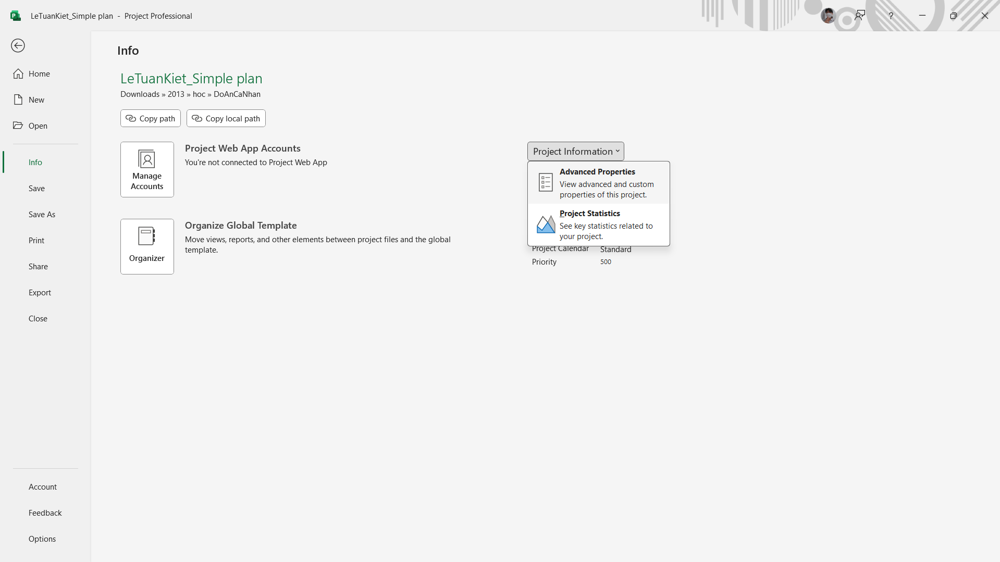 LeTuanKiet_Simple plan - Project Professional
?
Info
Home
New
Open
Info
Save
Save As
Print
Share
Export
Close
Account
Feedback
Options
LeTuanKiet_Simple plan
Downloads » 2013 » hoc » DoAnCaNhan
Copy path
Copy local path
Manage
Accounts
Project Web App Accounts
You're not connected to Project Web App
Organizer
Organize Global Template
Move views, reports, and other elements between project files and the global
template.
Project Information
Advanced Properties
View advanced and custom
properties of this project.
Project Statistics
See key statistics related to
your project.
Project Calendar Standard
Priority 500